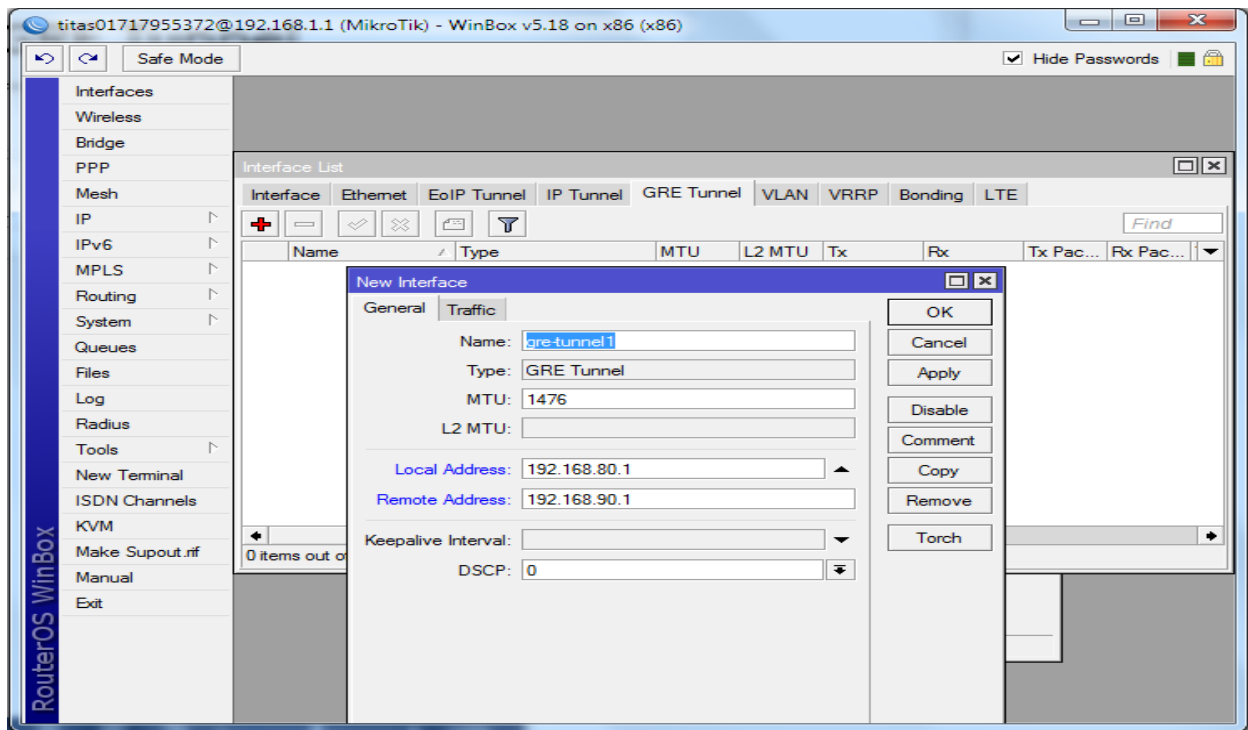 titas01717955372@192.168.1.1 (MikroTik) - WinBox v5.18 on x86 (x86)
Safe Mode
Hide Passwords
Interfaces
Wireless
Bridge
PPP
Mesh
IP
IPv6
MPLS
Routing
System
Queues
Files
Log
Radius
Tools
New Terminal
ISDN Channels
KVM
Make Supout.rif
Manual
Exit
RouterOS WinBox
Interface List
Interface Ethernet EoIP Tunnel IP Tunnel GRE Tunnel VLAN VRRP Bonding LTE
Find
Name Type MTU L2 MTU Tx Rx Tx Pac... Rx Pac...
0 items out o
New Interface
General Traffic
Name: gre-tunnel1
Type: GRE Tunnel
MTU: 1476
L2 MTU:
Local Address: 192.168.80.1
Remote Address: 192.168.90.1
Keepalive Interval:
DSCP: 0
OK
Cancel
Apply
Disable
Comment
Copy
Remove
Torch